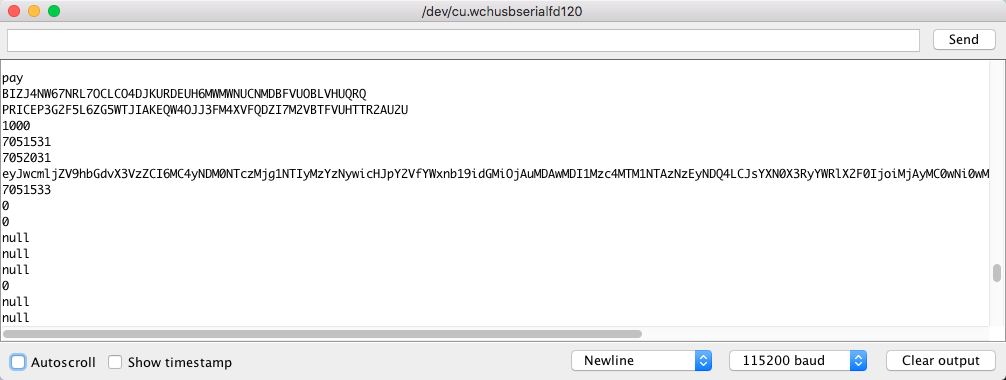 /dev/cu.wchusbserialfd120
Send
pay
BIZJ4NW67NRL7OCLCO4DJKURDEUH6MWMWNUCNMDBFVUOBLVHUQRQ
PRICEP3G2F5L6ZG5WTJIAKEQW4OJJ3FM4XVFQDZI7M2VBTFVUHTTRZAU2U
1000
7051531
7052031
eyJwcmljZV9hbGdvX3VzZCI6MC4yNDM0NTczMjg1NTIyMzYzNywicHJpY2VfYWxnb19idGMiOjAuMDAwMDI1Mzc4MTM1NTAzNzEyNDQ4LCJsYXN0X3RyYWRlX2F0IjoiMjAyMC0wNi0wM
7051533
0
0
null
null
null
0
null
null
Autoscroll
Show timestamp
Newline
115200 baud
Clear output